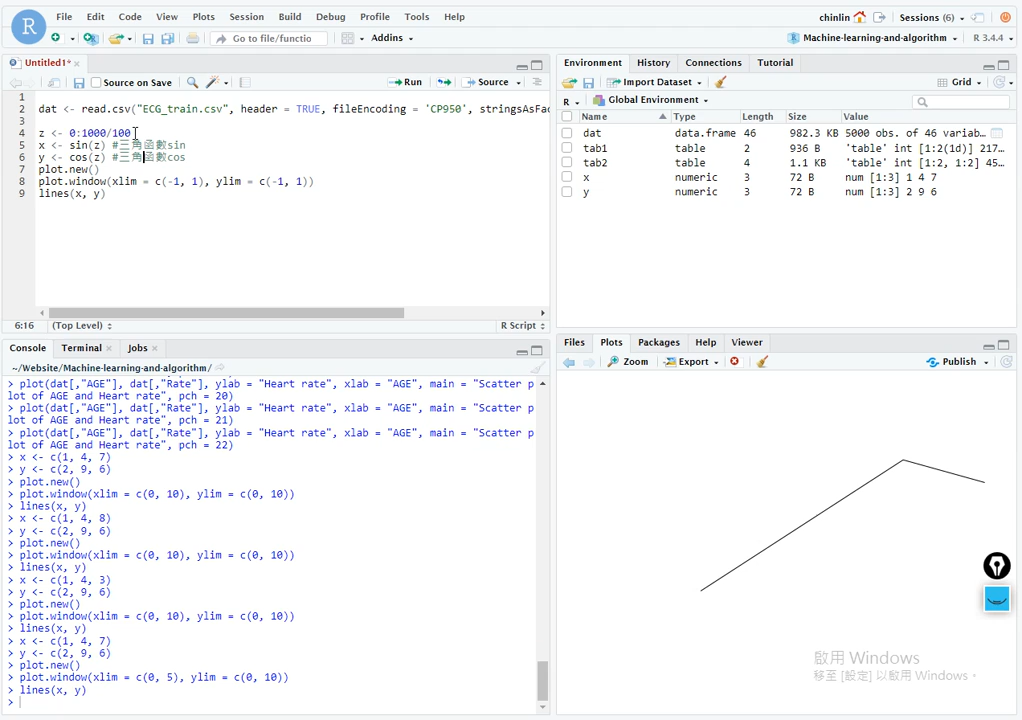 R File Edit Code View Plots Session Build Debug Profile Tools Help chinlin Sessions (6)
Go to file/functio Addins Machine-learning-and-algorithm R 3.4.4
Untitled1*
Source on Save Run Source
1
2 dat <- read.csv("ECG_train.csv", header = TRUE, fileEncoding = 'CP950', stringsAsFac
3
4 z <- 0:1000/100
5 x <- sin(z) #三角函數sin
6 y <- cos(z) #三角函數cos
7 plot.new()
8 plot.window(xlim = c(-1, 1), ylim = c(-1, 1))
9 lines(x, y)
6:16 (Top Level) R Script
Console Terminal Jobs
~/Website/Machine-learning-and-algorithm/
> plot(dat[,"AGE"], dat[,"Rate"], ylab = "Heart rate", xlab = "AGE", main = "Scatter p
lot of AGE and Heart rate", pch = 20)
> plot(dat[,"AGE"], dat[,"Rate"], ylab = "Heart rate", xlab = "AGE", main = "Scatter p
lot of AGE and Heart rate", pch = 21)
> plot(dat[,"AGE"], dat[,"Rate"], ylab = "Heart rate", xlab = "AGE", main = "Scatter p
lot of AGE and Heart rate", pch = 22)
> x <- c(1, 4, 7)
> y <- c(2, 9, 6)
> plot.new()
> plot.window(xlim = c(0, 10), ylim = c(0, 10))
> lines(x, y)
> x <- c(1, 4, 8)
> y <- c(2, 9, 6)
> plot.new()
> plot.window(xlim = c(0, 10), ylim = c(0, 10))
> lines(x, y)
> x <- c(1, 4, 3)
> y <- c(2, 9, 6)
> plot.new()
> plot.window(xlim = c(0, 10), ylim = c(0, 10))
> lines(x, y)
> x <- c(1, 4, 7)
> y <- c(2, 9, 6)
> plot.new()
> plot.window(xlim = c(0, 5), ylim = c(0, 10))
> lines(x, y)
>
Environment History Connections Tutorial
Import Dataset Grid
R Global Environment
Name Type Length Size Value
dat data.frame 46 982.3 KB 5000 obs. of 46 variab…
tab1 table 2 936 B 'table' int [1:2(1d)] 217…
tab2 table 4 1.1 KB 'table' int [1:2, 1:2] 45…
x numeric 3 72 B num [1:3] 1 4 7
y numeric 3 72 B num [1:3] 2 9 6
Files Plots Packages Help Viewer
Zoom Export Publish
啟用 Windows
移至 [設定] 以啟用 Windows。